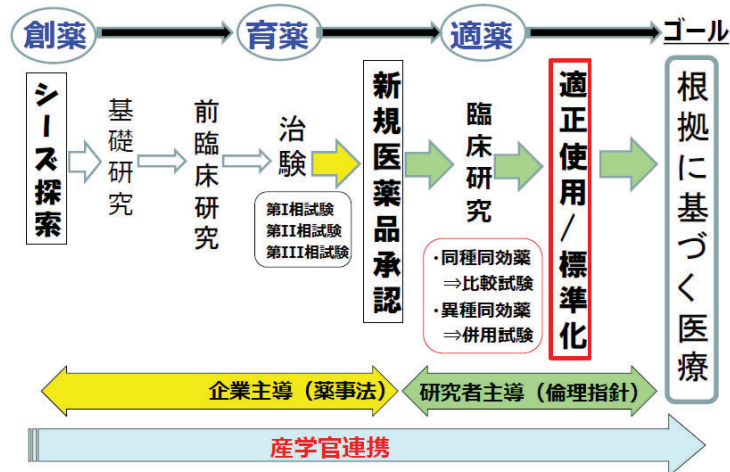 創薬
育薬
適薬
ゴール
シーズ探索
基礎研究
前臨床研究
治験
第I相試験
第II相試験
第III相試験
新規医薬品承認
臨床研究
・同種同効薬
⇒比較試験
・異種同効薬
⇒併用試験
適正使用/標準化
根拠に基づく医療
企業主導（薬事法）
研究者主導（倫理指針）
産学官連携